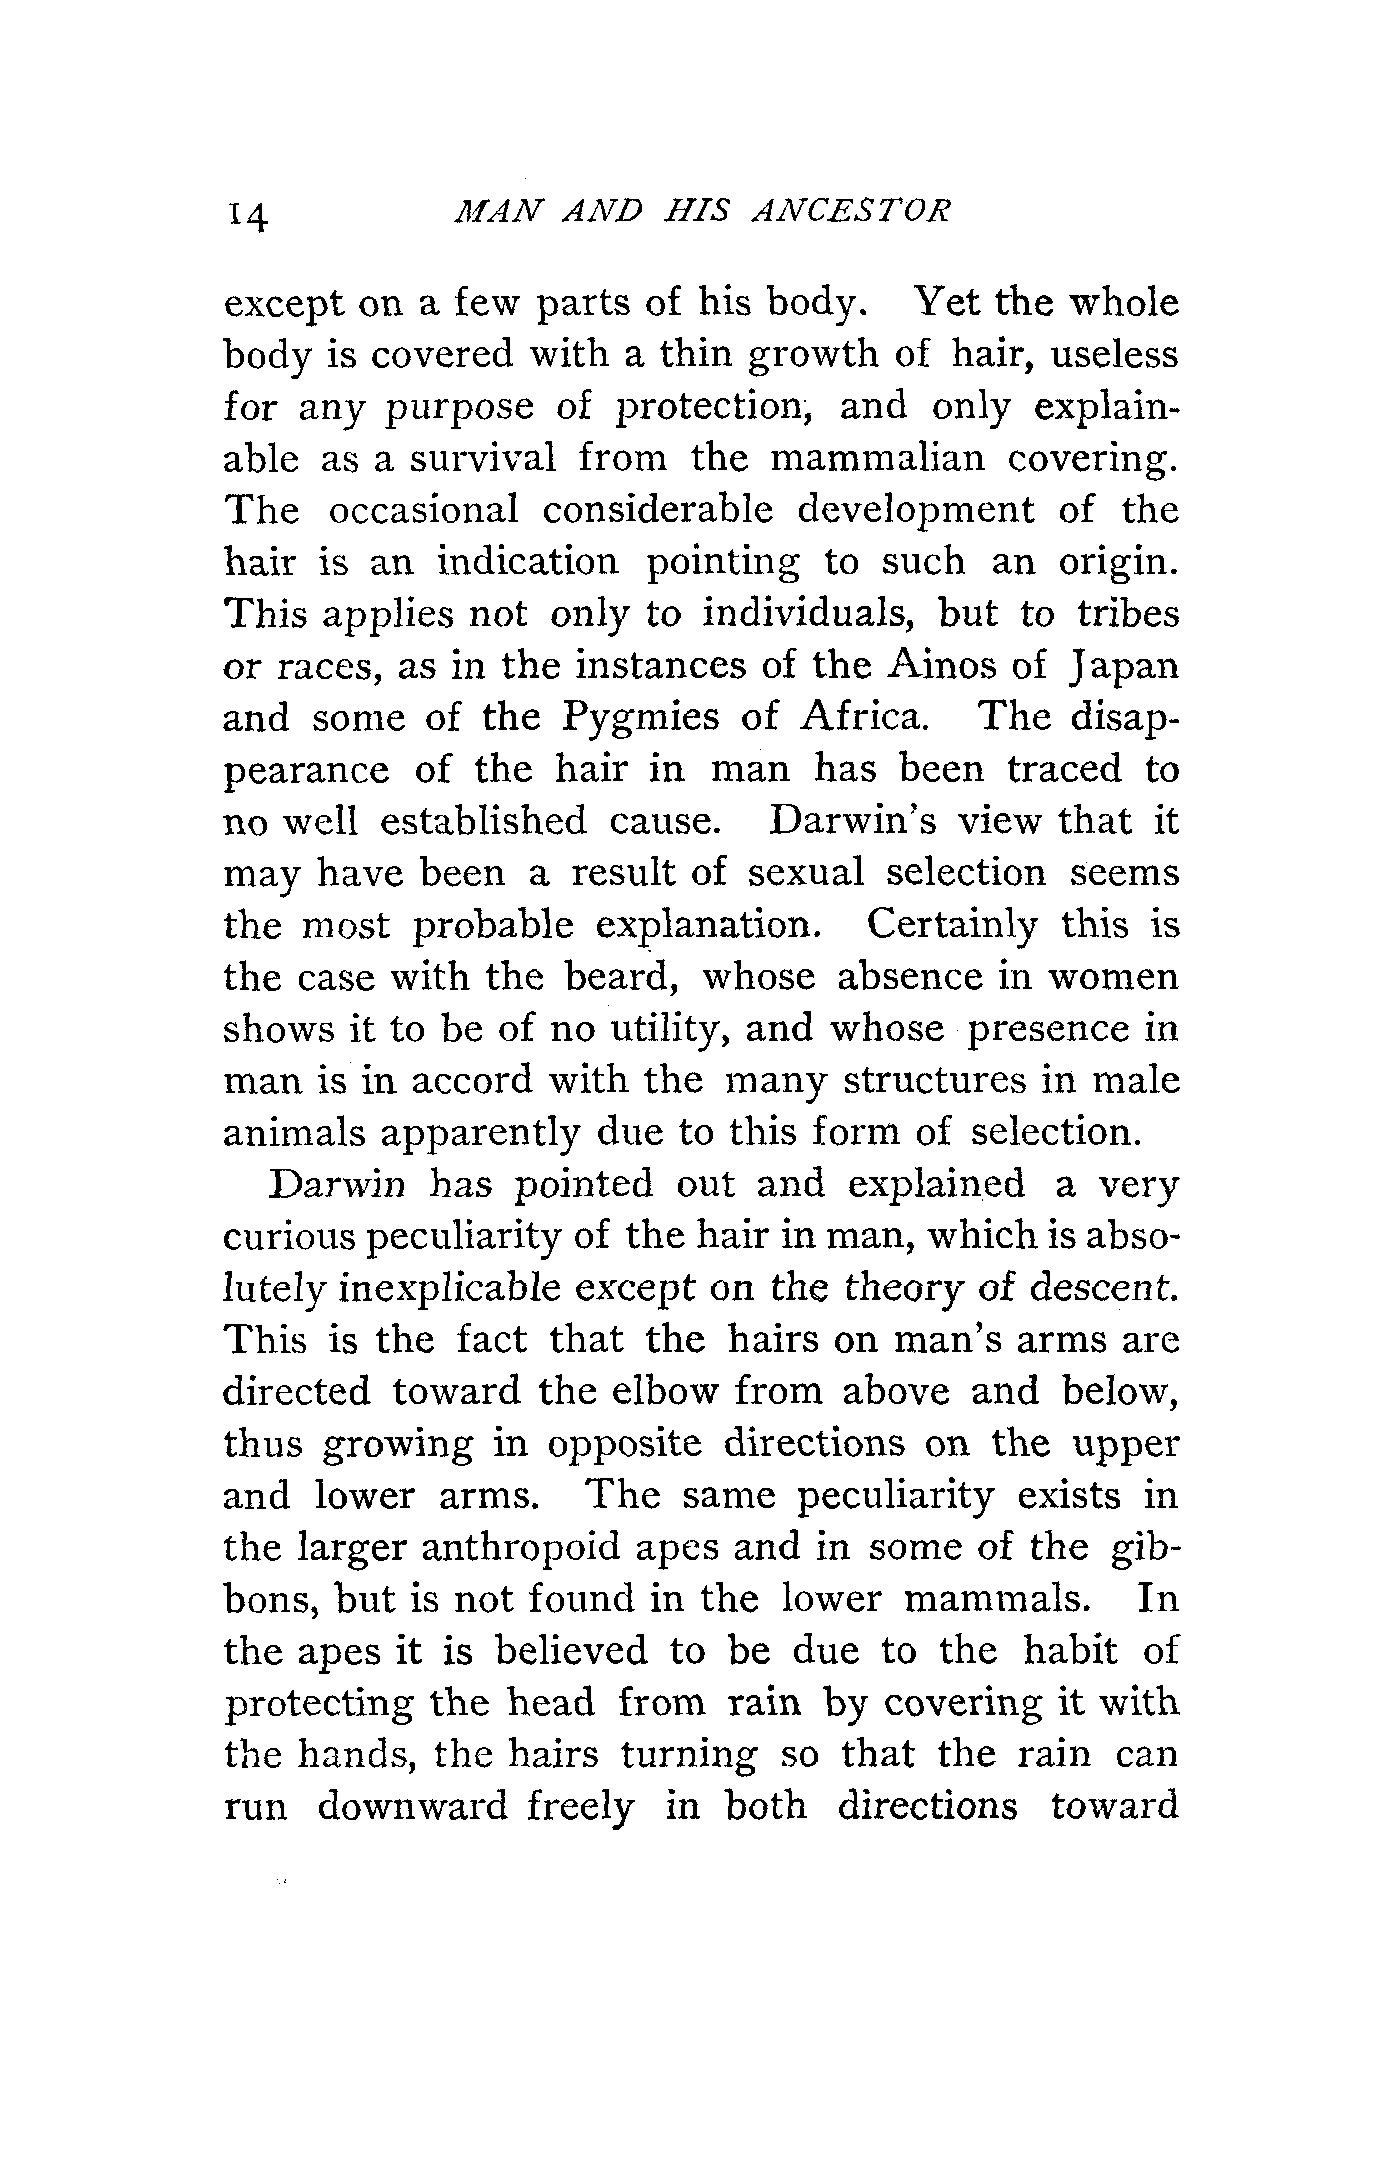 14 MAN AND HIS ANCESTOR
except on a few parts of his body. Yet the whole
body is covered with a thin growth of hair, useless
for any purpose of protection, and only explain-
able as a survival from the mammalian covering.
The occasional considerable development of the
hair is an indication pointing to such an origin.
This applies not only to individuals, but to tribes
or races, as in the instances of the Ainos of Japan
and some of the Pygmies of Africa. The disap-
pearance of the hair in man has been traced to
no well established cause. Darwin's view that it
may have been a result of sexual selection seems
the most probable explanation. Certainly this is
the case with the beard, whose absence in women
shows it to be of no utility, and whose presence in
man is in accord with the many structures in male
animals apparently due to this form of selection.
Darwin has pointed out and explained a very
curious peculiarity of the hair in man, which is abso-
lutely inexplicable except on the theory of descent.
This is the fact that the hairs on man's arms are
directed toward the elbow from above and below,
thus growing in opposite directions on the upper
and lower arms. The same peculiarity exists in
the larger anthropoid apes and in some of the gib-
bons, but is not found in the lower mammals. In
the apes it is believed to be due to the habit of
protecting the head from rain by covering it with
the hands, the hairs turning so that the rain can
run downward freely in both directions toward